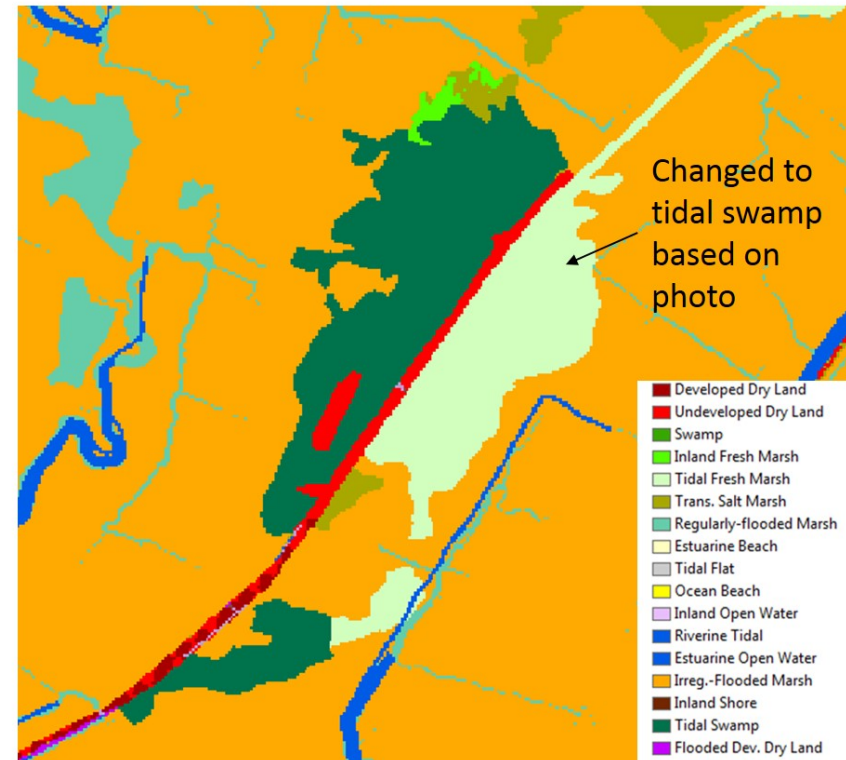 Changed to
tidal swamp
based on
photo
Developed Dry Land
Undeveloped Dry Land
Swamp
Inland Fresh Marsh
Tidal Fresh Marsh
Trans. Salt Marsh
Regularly-flooded Marsh
Estuarine Beach
Tidal Flat
Ocean Beach
Inland Open Water
Riverine Tidal
Estuarine Open Water
Irreg.-Flooded Marsh
Inland Shore
Tidal Swamp
Flooded Dev. Dry Land